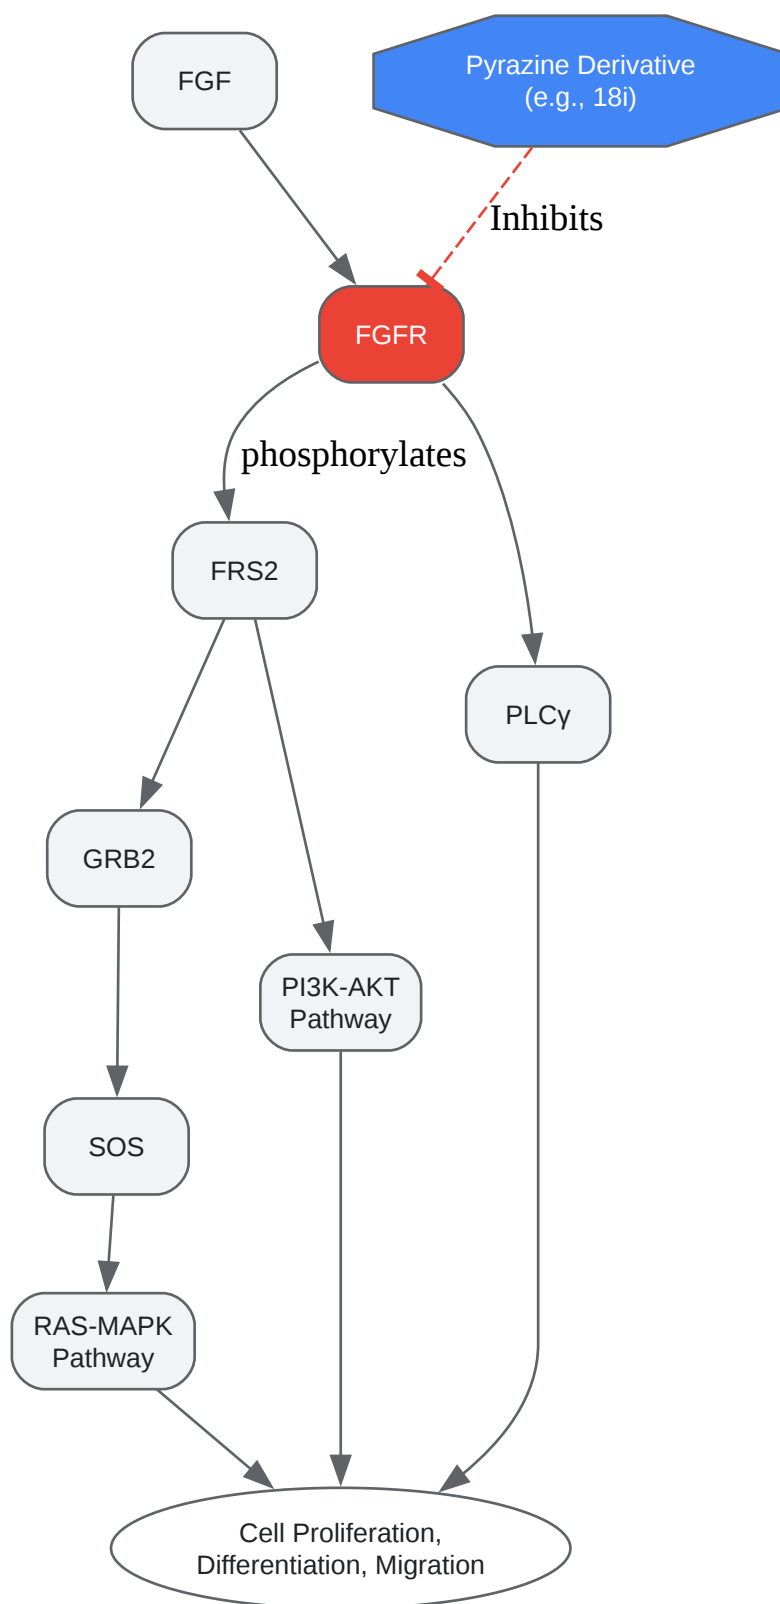 FGF
Pyrazine Derivative
(e.g., 18i)
Inhibits
FGFR
phosphorylates
FRS2
PLCγ
GRB2
PI3K-AKT
Pathway
SOS
RAS-MAPK
Pathway
Cell Proliferation,
Differentiation, Migration